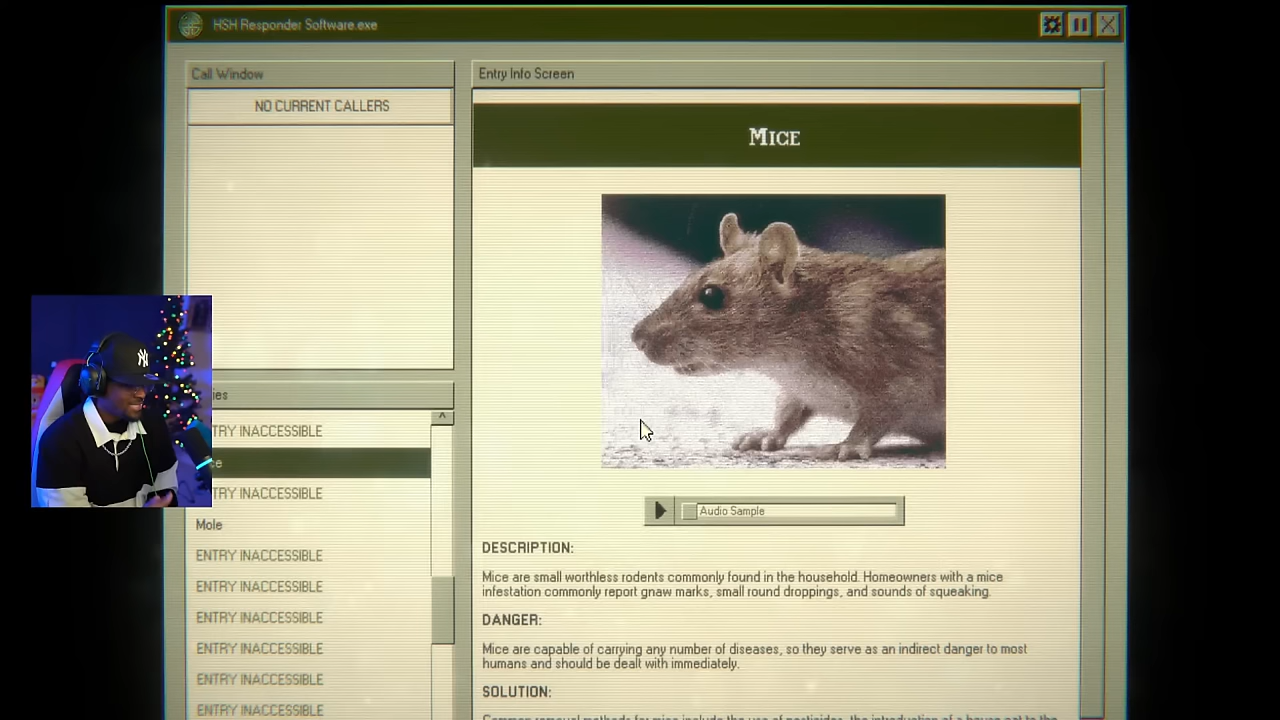 HSH Responder Software.exe
Call Window
NO CURRENT CALLERS
Entry Info Screen
MICE
Audio Sample
DESCRIPTION:
Mice are small worthless rodents commonly found in the household. Homeowners with a mice
infestation commonly report gnaw marks, small round droppings, and sounds of squeaking.
DANGER:
Mice are capable of carrying any number of diseases, so they serve as an indirect danger to most
humans and should be dealt with immediately.
SOLUTION:
INACCESSIBLE
INACCESSIBLE
Mole
ENTRY INACCESSIBLE
ENTRY INACCESSIBLE
ENTRY INACCESSIBLE
ENTRY INACCESSIBLE
ENTRY INACCESSIBLE
ENTRY INACCESSIBLE